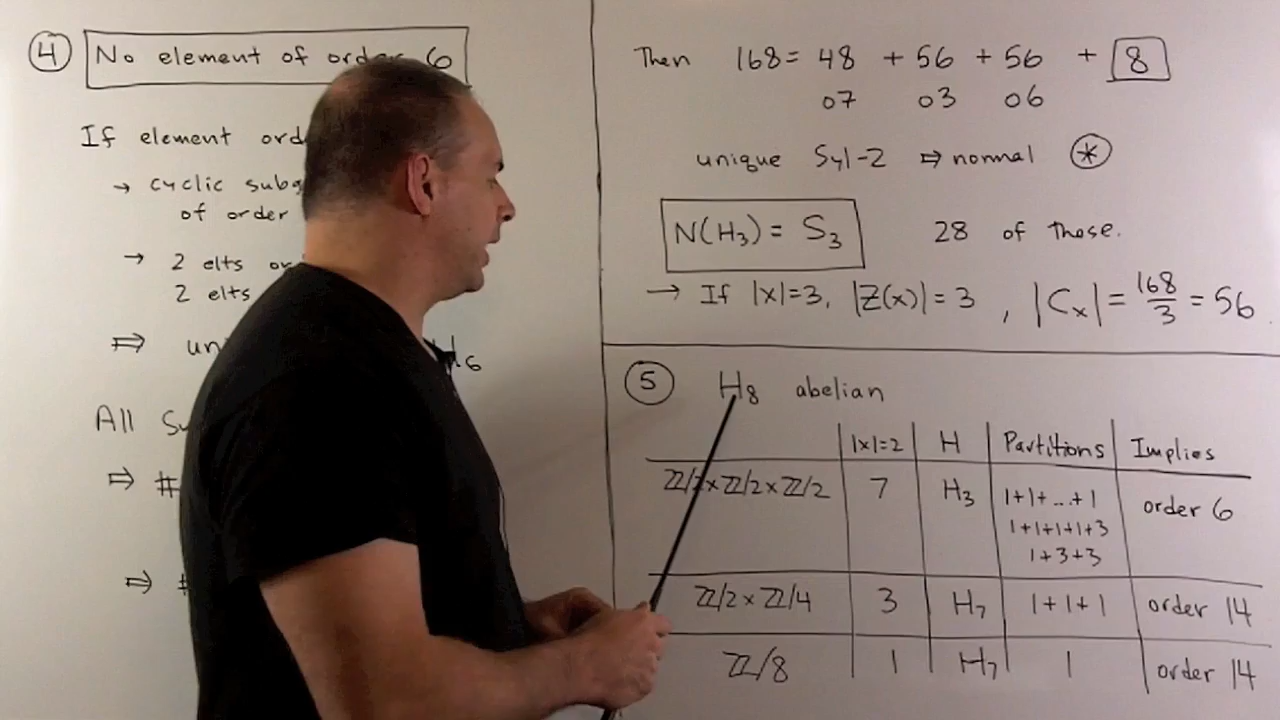 ④ No element of order 6
If element ord
→ cyclic subg
of order
→ 2 elts or
2 elts
⇒ un H6
All Su
⇒ #
⇒ #
Then 168 = 48 + 56 + 56 + 8
07 03 06
unique Syl-2 ⇒ normal ⊛
N(H₃) = S₃ 28 of these.
→ If |x|=3, |Z(x)| = 3 , |Cₓ| = 168/3 = 56
⑤ H₈ abelian
|x|=2 H Partitions Implies
ℤ/2×ℤ/2×ℤ/2 7 H₃ 1+1+...+1 order 6
1+1+1+1+3
1+3+3
ℤ/2×ℤ/4 3 H₇ 1+1+1 order 14
ℤ/8 1 H₇ 1 order 14